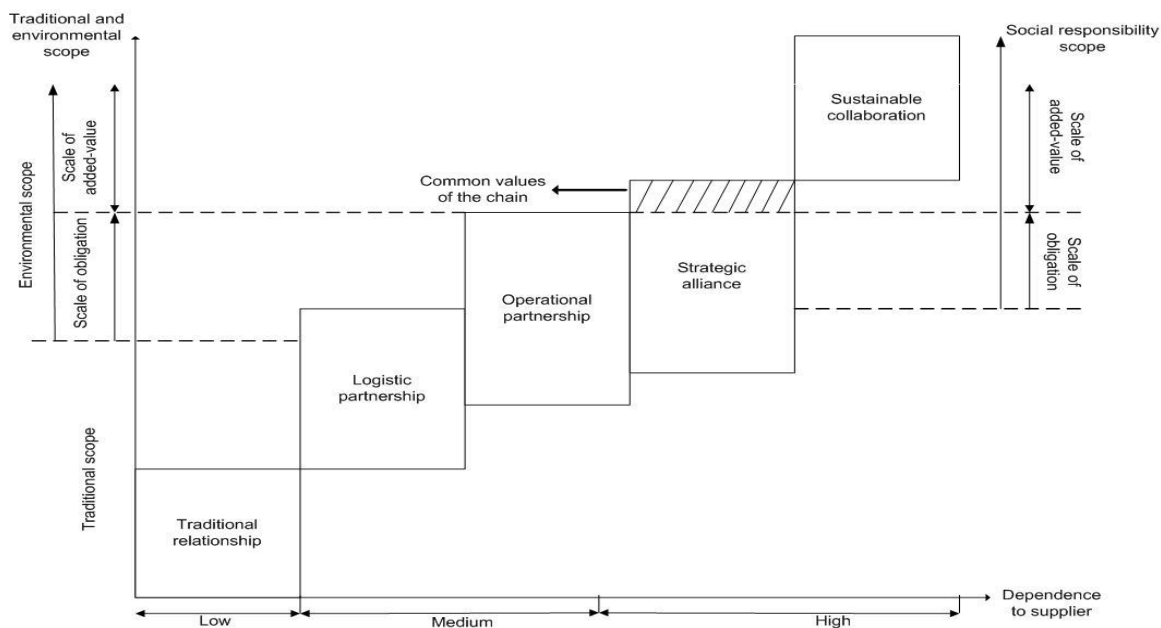 Traditional and
environmental
scope
Social responsibility
scope
Sustainable
collaboration
Scale of
added-value
Scale of
added-value
Common values
of the chain
Environmental scope
Scale of obligation
Scale of
obligation
Strategic
alliance
Operational
partnership
Logistic
partnership
Traditional scope
Traditional
relationship
Low
Medium
High
Dependence
to supplier